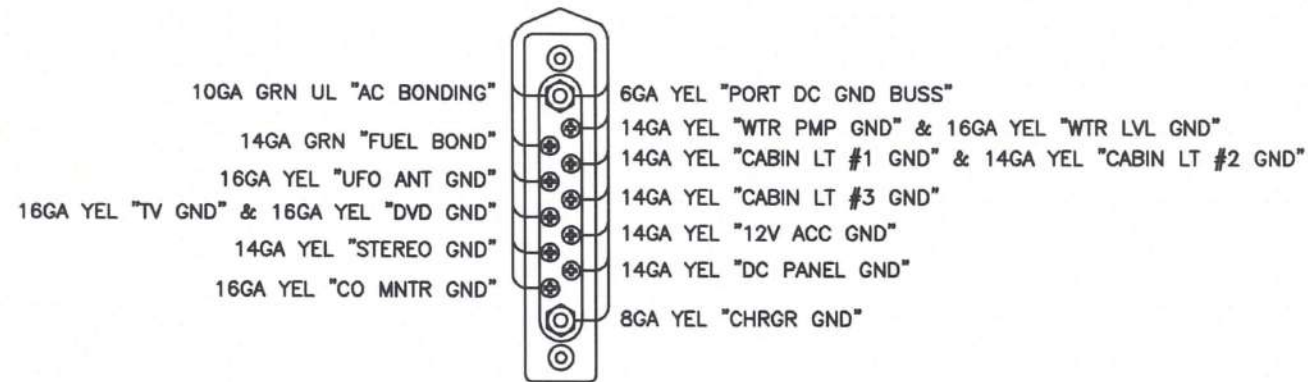 10GA GRN UL "AC BONDING"
14GA GRN "FUEL BOND"
16GA YEL "UFO ANT GND"
16GA YEL "TV GND" & 16GA YEL "DVD GND"
14GA YEL "STEREO GND"
16GA YEL "CO MNTR GND"
6GA YEL "PORT DC GND BUSS"
14GA YEL "WTR PMP GND" & 16GA YEL "WTR LVL GND"
14GA YEL "CABIN LT #1 GND" & 14GA YEL "CABIN LT #2 GND"
14GA YEL "CABIN LT #3 GND"
14GA YEL "12V ACC GND"
14GA YEL "DC PANEL GND"
8GA YEL "CHRGR GND"